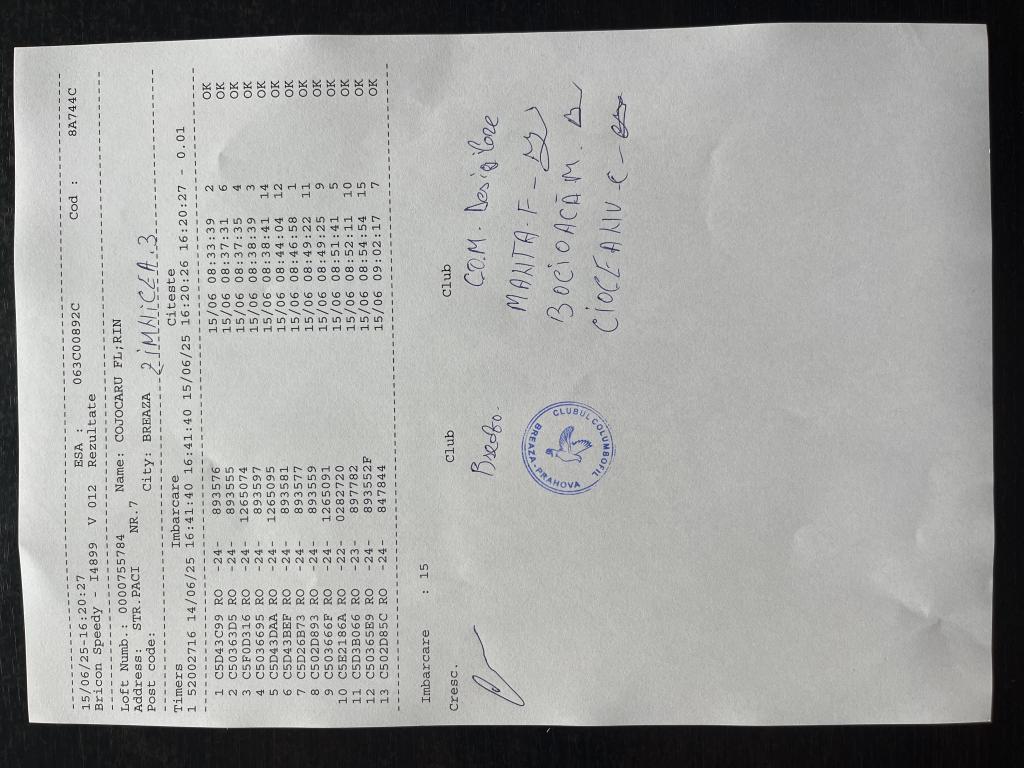 15/06/25-16:20:27 ESA : 063C00892C Cod : 8A744C
Bricon Speedy - I4899 V 012 Rezultate
Loft Numb.: 0000755784 Name: COJOCARU FL;RIN
Address: STR.PACI NR.7
Post code: City: BREAZA ZIMNICEA.3
Timers Imbarcare Citeste
1 52002716 14/06/25 16:41:40 16:41:40 15/06/25 16:20:26 16:20:27 - 0.01
1 C5D43C99 RO -24- 893576 15/06 08:33:39 2 OK
2 C50363D5 RO -24- 893555 15/06 08:37:31 6 OK
3 C5F0D316 RO -24- 1265074 15/06 08:37:35 4 OK
4 C5036695 RO -24- 893597 15/06 08:38:39 3 OK
5 C5D43DAA RO -24- 1265095 15/06 08:38:41 14 OK
6 C5D43BEF RO -24- 893581 15/06 08:44:04 12 OK
7 C5D26B73 RO -24- 893577 15/06 08:46:58 1 OK
8 C502D893 RO -24- 893559 15/06 08:49:22 11 OK
9 C503666F RO -24- 1265091 15/06 08:49:25 9 OK
10 C5E2186A RO -22- 0282720 15/06 08:51:41 5 OK
11 C5D3B066 RO -23- 897782 15/06 08:52:11 10 OK
12 C50365E9 RO -24- 893552F 15/06 08:54:54 15 OK
13 C502D85C RO -24- 847844 15/06 09:02:17 7 OK
Imbarcare : 15
Cresc. Club Club
COM. Desi
MANTA. F -
BOCIOACĂ M.
CIOCEANU C -
CLUBUL COLUMBOFIL
BREAZA-PRAHOVA